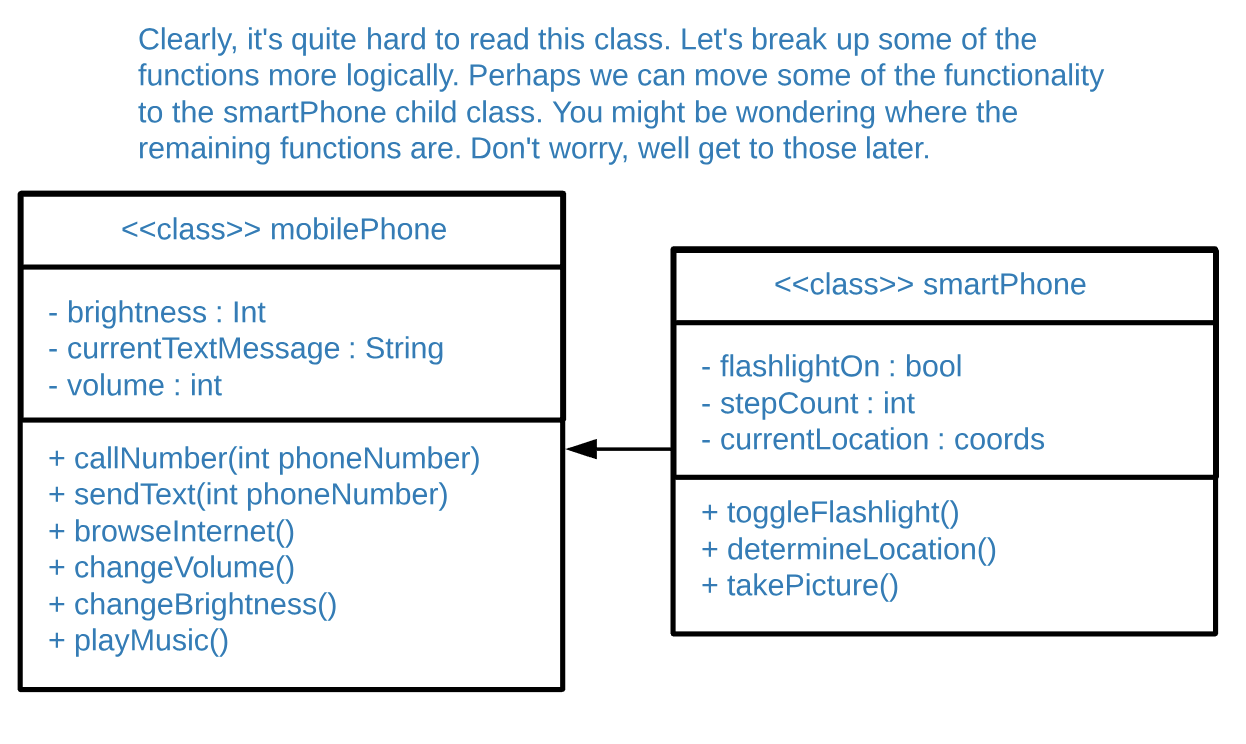 Clearly, it's quite hard to read this class. Let's break up some of the
functions more logically. Perhaps we can move some of the functionality
to the smartPhone child class. You might be wondering where the
remaining functions are. Don't worry, well get to those later.
<<class>> mobilePhone
- brightness : Int
- currentTextMessage : String
- volume : int
+ callNumber(int phoneNumber)
+ sendText(int phoneNumber)
+ browseInternet()
+ changeVolume()
+ changeBrightness()
+ playMusic()
<<class>> smartPhone
- flashlightOn : bool
- stepCount : int
- currentLocation : coords
+ toggleFlashlight()
+ determineLocation()
+ takePicture()